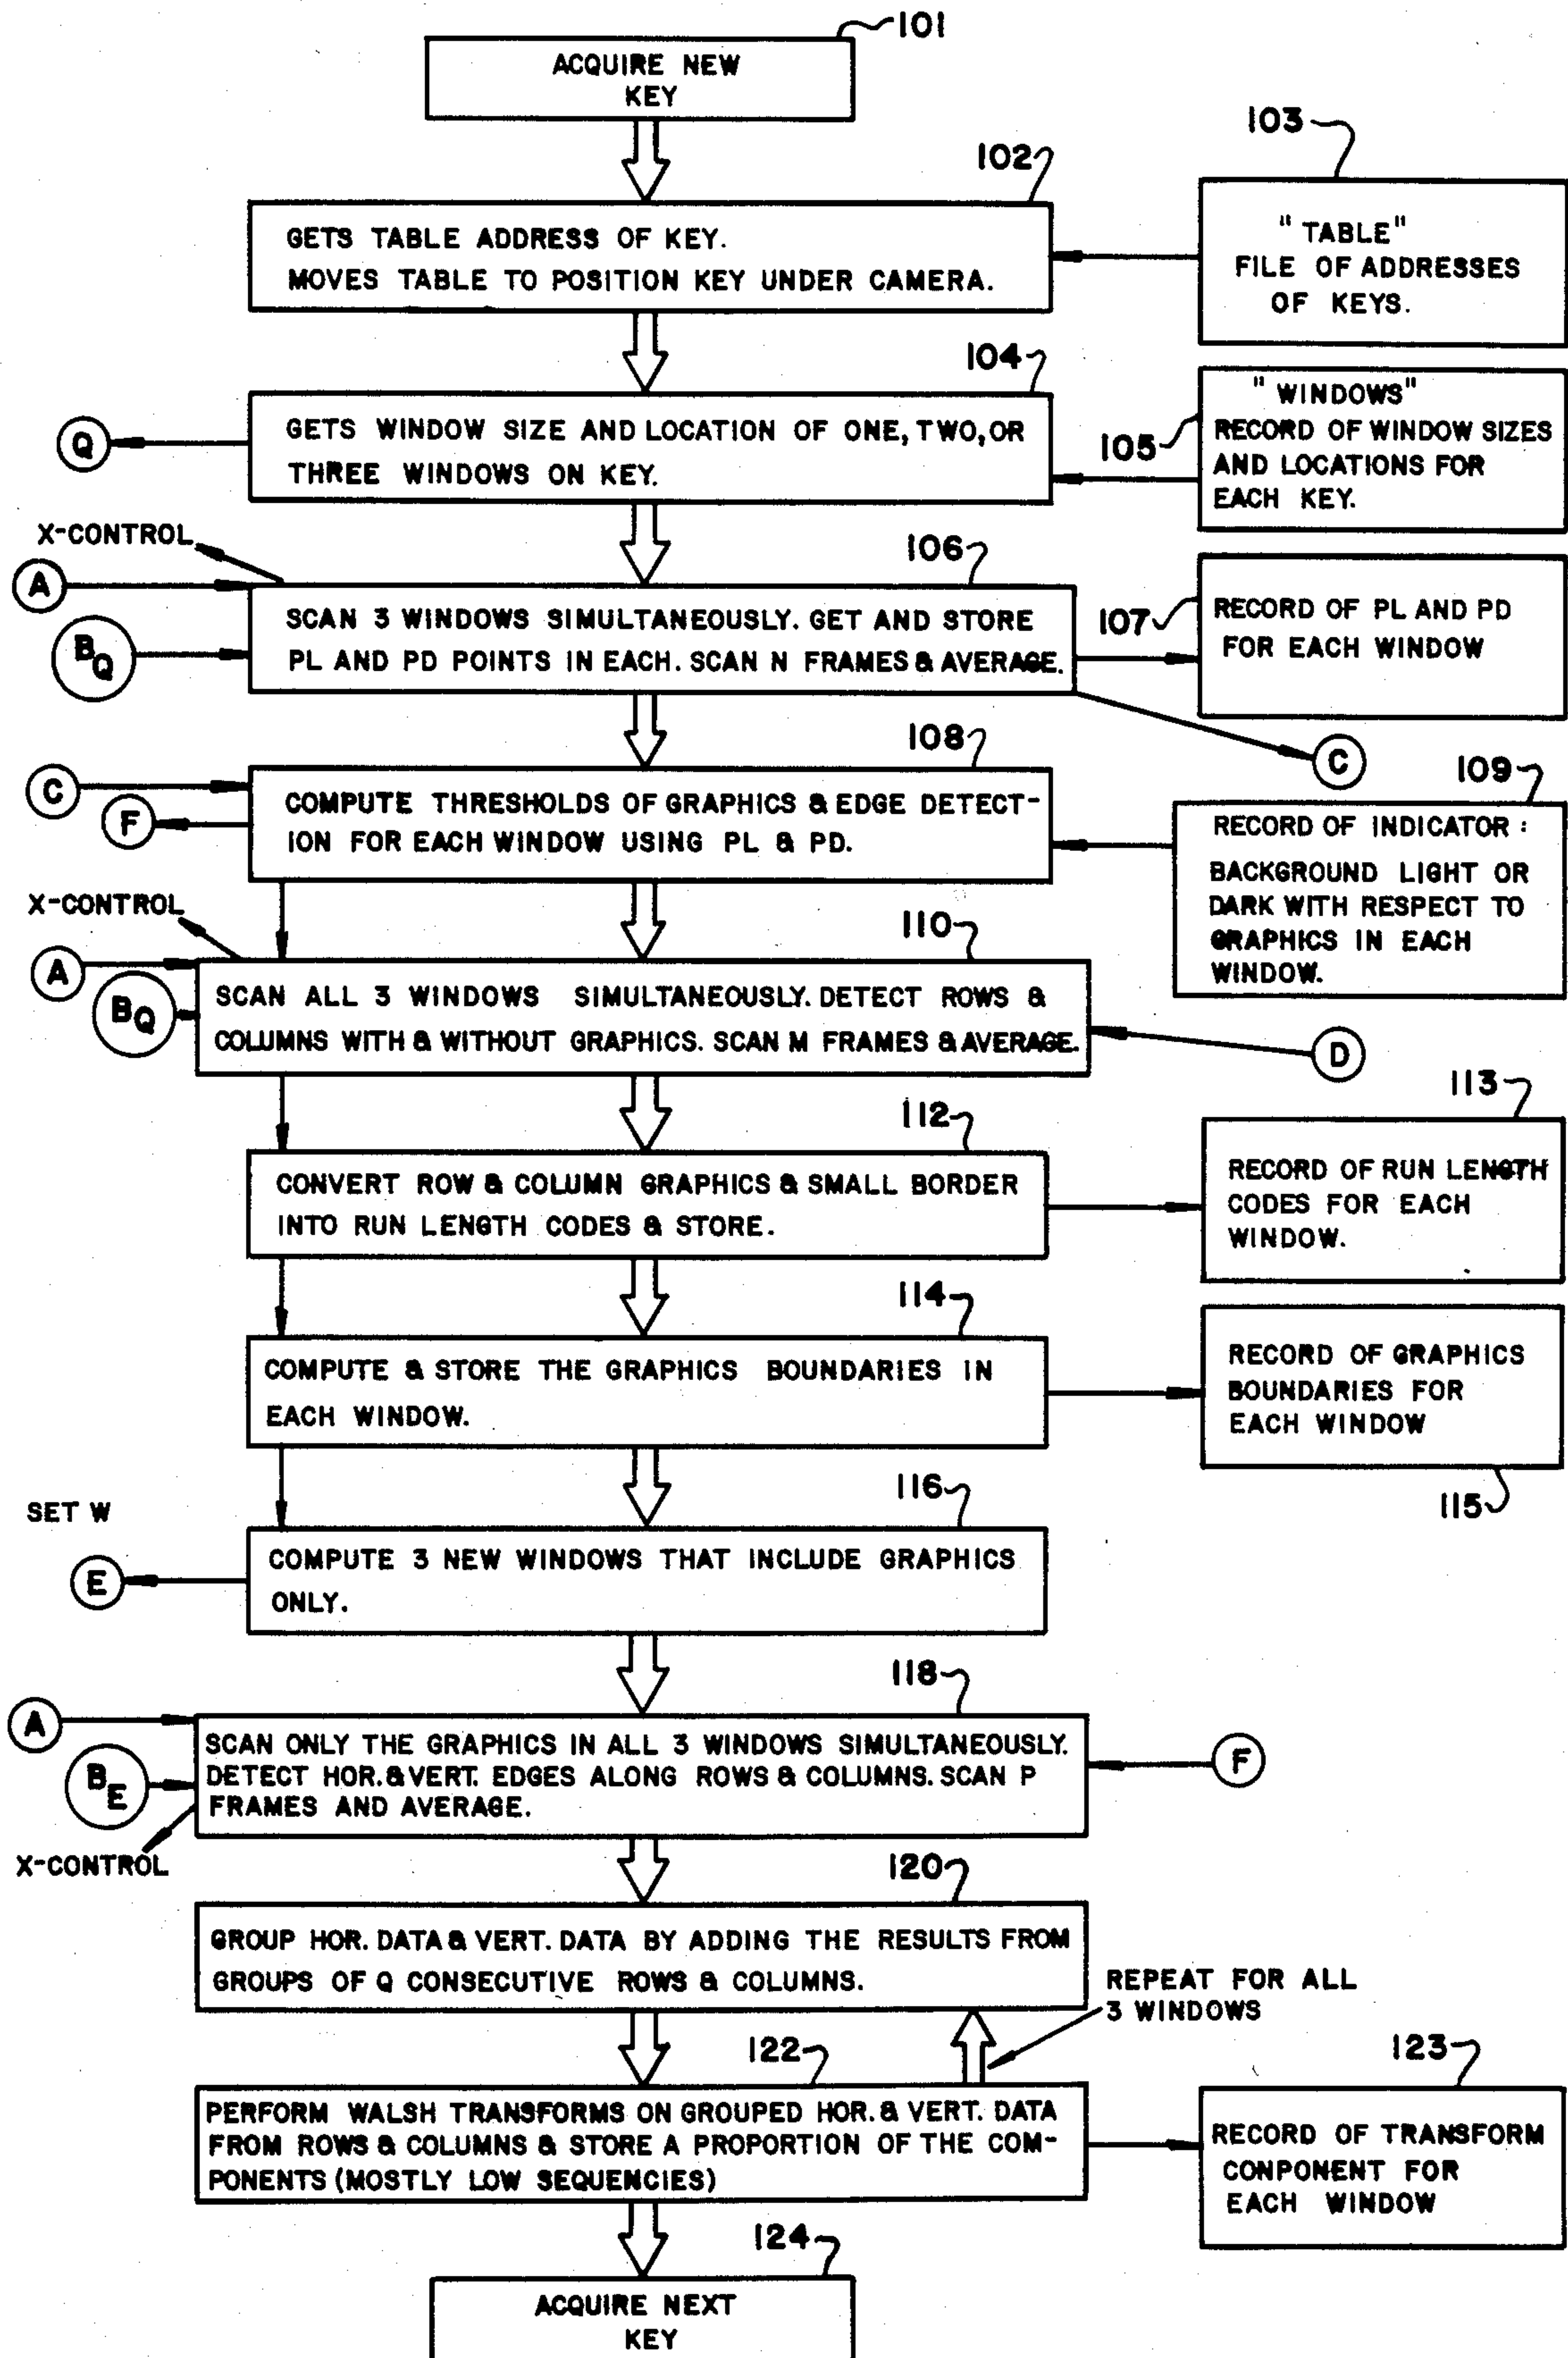 101
ACQUIRE NEW
KEY
102
103
GETS TABLE ADDRESS OF KEY.
MOVES TABLE TO POSITION KEY UNDER CAMERA.
" TABLE"
FILE OF ADDRESSES
OF KEYS.
104
105
Q
GETS WINDOW SIZE AND LOCATION OF ONE, TWO, OR
THREE WINDOWS ON KEY.
" WINDOWS"
RECORD OF WINDOW SIZES
AND LOCATIONS FOR
EACH KEY.
X-CONTROL
106
A
BQ
SCAN 3 WINDOWS SIMULTANEOUSLY. GET AND STORE
PL AND PD POINTS IN EACH. SCAN N FRAMES & AVERAGE.
107
RECORD OF PL AND PD
FOR EACH WINDOW
C
108
C
F
COMPUTE THRESHOLDS OF GRAPHICS & EDGE DETECT-
ION FOR EACH WINDOW USING PL & PD.
109
RECORD OF INDICATOR :
BACKGROUND LIGHT OR
DARK WITH RESPECT TO
GRAPHICS IN EACH
WINDOW.
X-CONTROL
110
A
BQ
SCAN ALL 3 WINDOWS SIMULTANEOUSLY. DETECT ROWS &
COLUMNS WITH & WITHOUT GRAPHICS. SCAN M FRAMES & AVERAGE.
D
112
113
CONVERT ROW & COLUMN GRAPHICS & SMALL BORDER
INTO RUN LENGTH CODES & STORE.
RECORD OF RUN LENGTH
CODES FOR EACH
WINDOW.
114
COMPUTE & STORE THE GRAPHICS BOUNDARIES IN
EACH WINDOW.
RECORD OF GRAPHICS
BOUNDARIES FOR
EACH WINDOW
115
SET W
116
E
COMPUTE 3 NEW WINDOWS THAT INCLUDE GRAPHICS
ONLY.
118
A
BE
SCAN ONLY THE GRAPHICS IN ALL 3 WINDOWS SIMULTANEOUSLY.
DETECT HOR. & VERT. EDGES ALONG ROWS & COLUMNS. SCAN P
FRAMES AND AVERAGE.
F
X-CONTROL
120
GROUP HOR. DATA & VERT. DATA BY ADDING THE RESULTS FROM
GROUPS OF Q CONSECUTIVE ROWS & COLUMNS.
REPEAT FOR ALL
3 WINDOWS
122
123
PERFORM WALSH TRANSFORMS ON GROUPED HOR. & VERT. DATA
FROM ROWS & COLUMNS & STORE A PROPORTION OF THE COM-
PONENTS (MOSTLY LOW SEQUENCIES)
RECORD OF TRANSFORM
CONPONENT FOR
EACH WINDOW
124
ACQUIRE NEXT
KEY